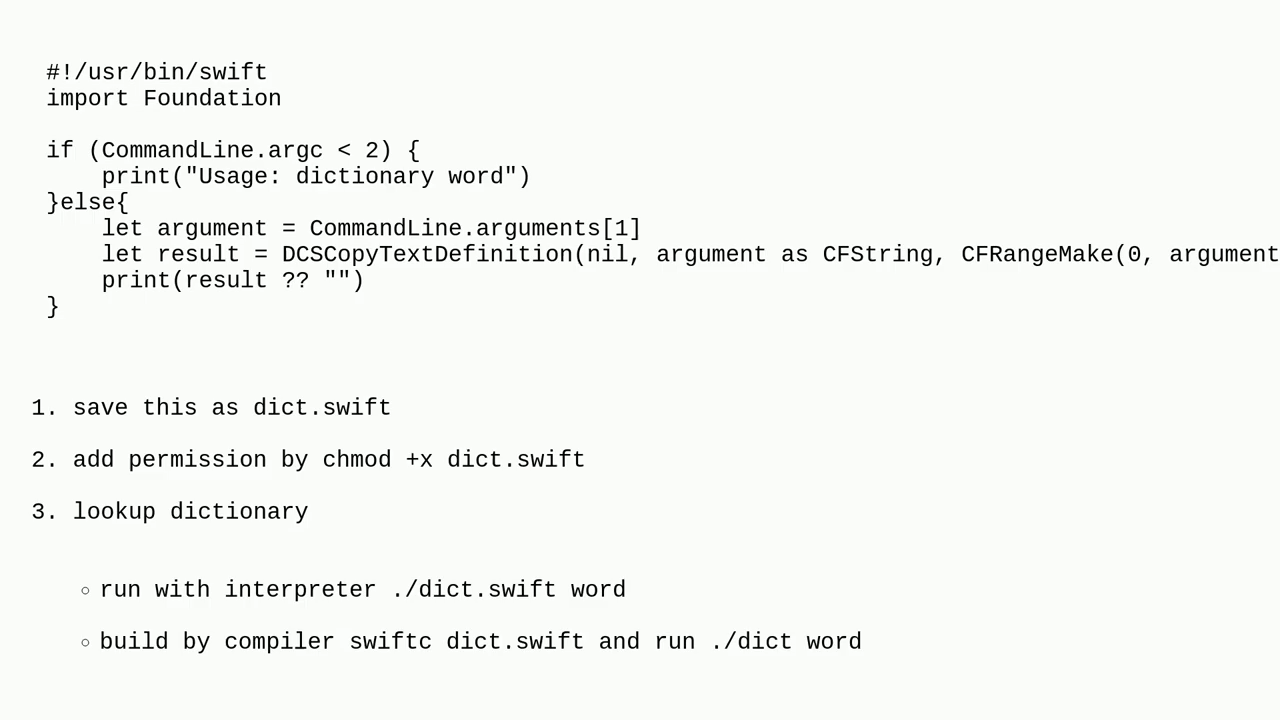 #!/usr/bin/swift
import Foundation
if (CommandLine.argc < 2) {
print("Usage: dictionary word")
}else{
let argument = CommandLine.arguments[1]
let result = DCSCopyTextDefinition(nil, argument as CFString, CFRangeMake(0, argument
print(result ?? "")
}
1. save this as dict.swift
2. add permission by chmod +x dict.swift
3. lookup dictionary
◦ run with interpreter ./dict.swift word
◦ build by compiler swiftc dict.swift and run ./dict word